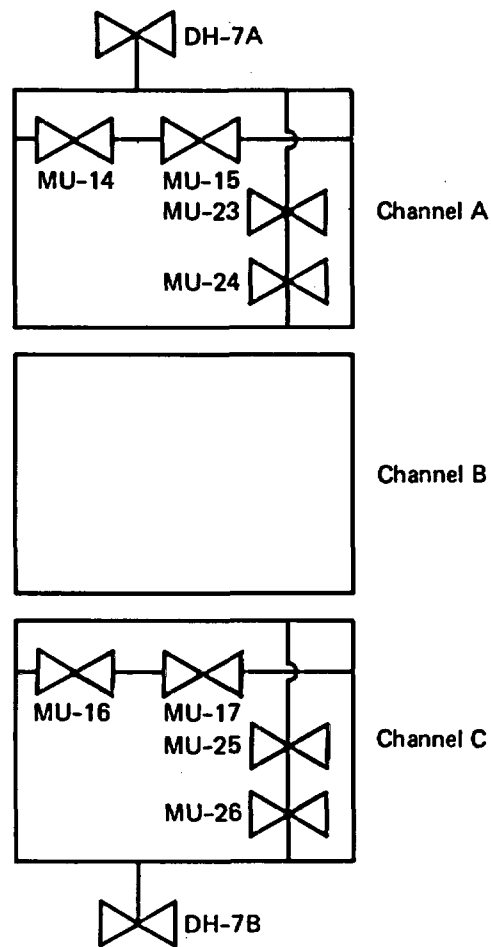 DH-7A
MU-14
MU-15
MU-23
Channel A
MU-24
Channel B
MU-16
MU-17
MU-25
Channel C
MU-26
DH-7B